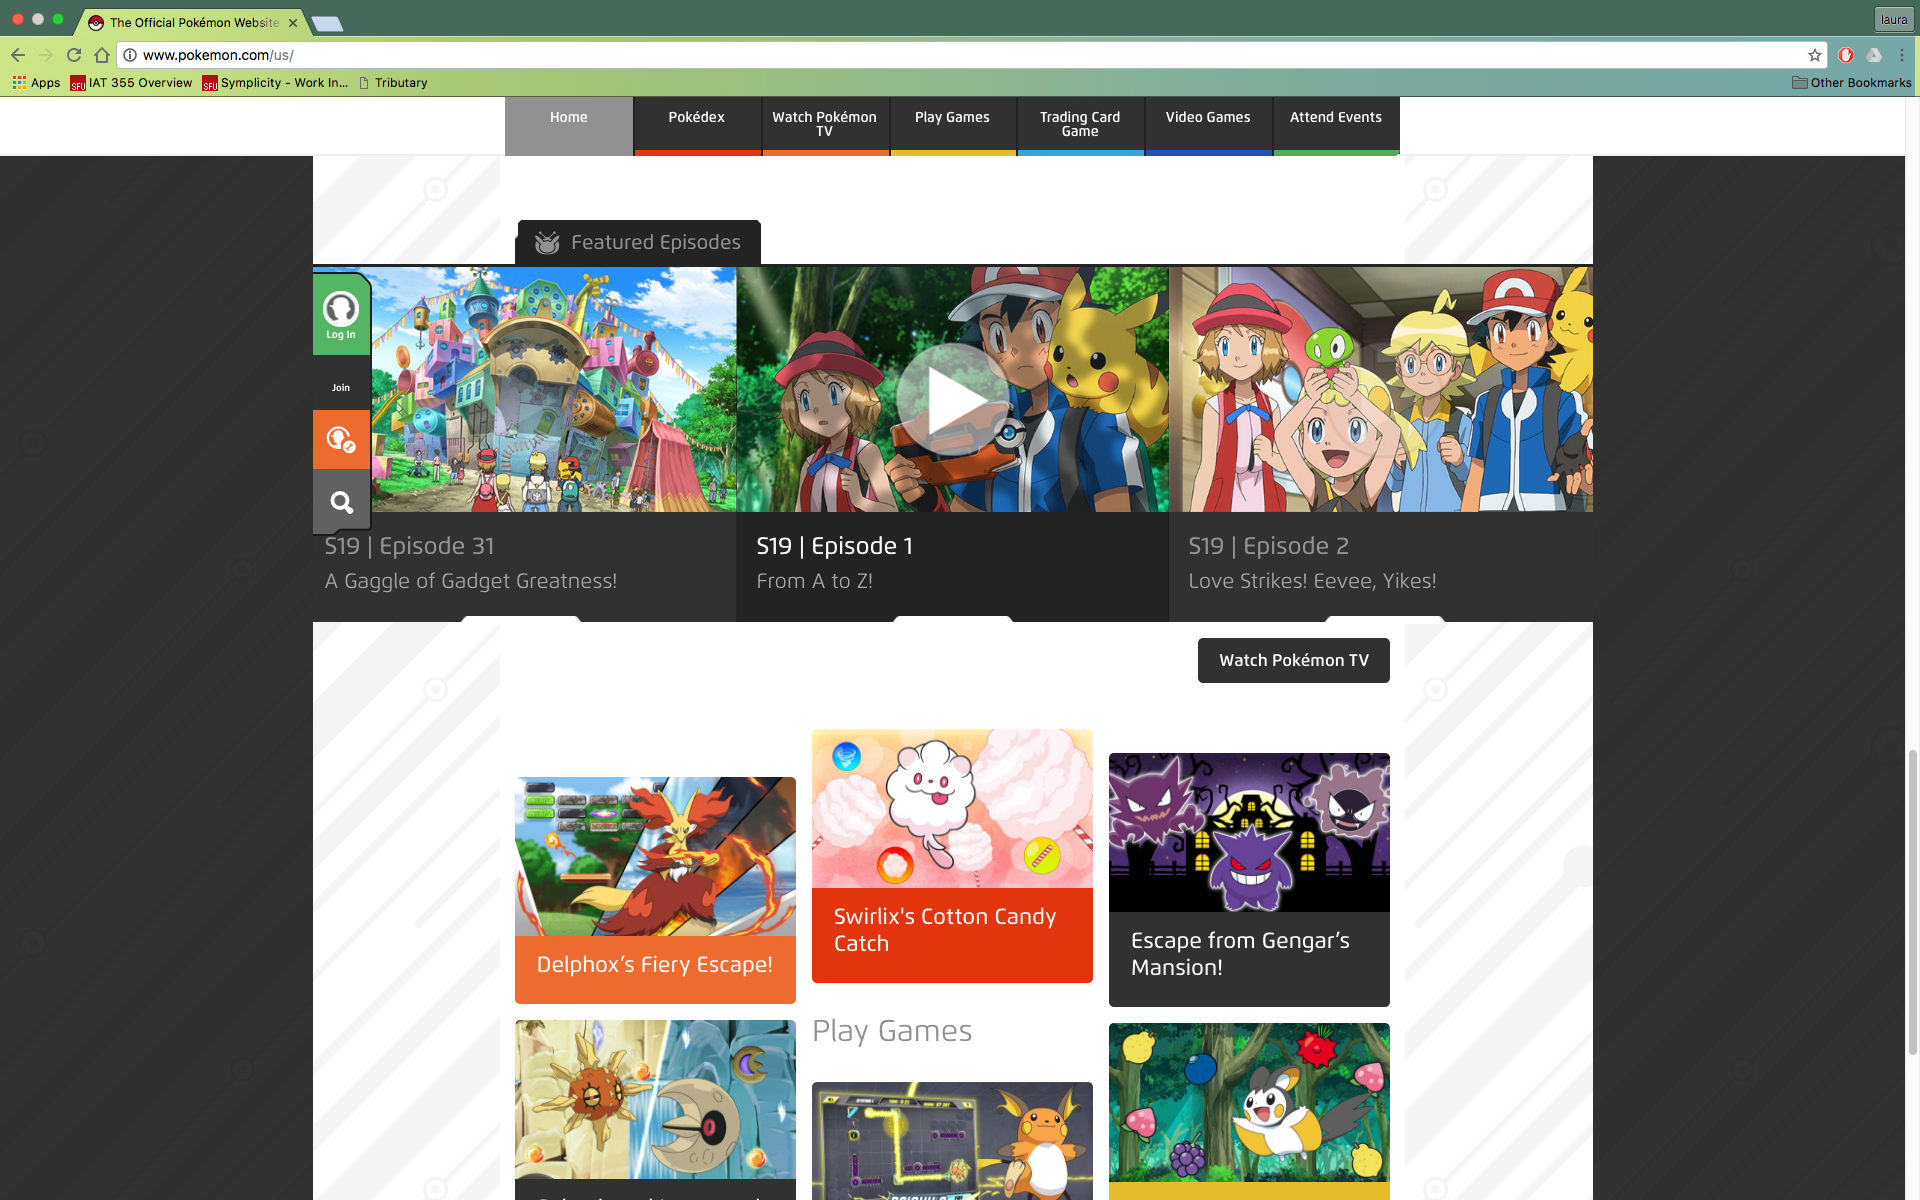 The Official Pokémon Website
laura
www.pokemon.com/us/
Apps
IAT 355 Overview
Symplicity - Work In...
Tributary
Other Bookmarks
Home
Pokédex
Watch Pokémon
TV
Play Games
Trading Card
Game
Video Games
Attend Events
Featured Episodes
Log In
Join
S19 | Episode 31
A Gaggle of Gadget Greatness!
S19 | Episode 1
From A to Z!
S19 | Episode 2
Love Strikes! Eevee, Yikes!
Watch Pokémon TV
Delphox’s Fiery Escape!
Swirlix's Cotton Candy
Catch
Escape from Gengar’s
Mansion!
Play Games